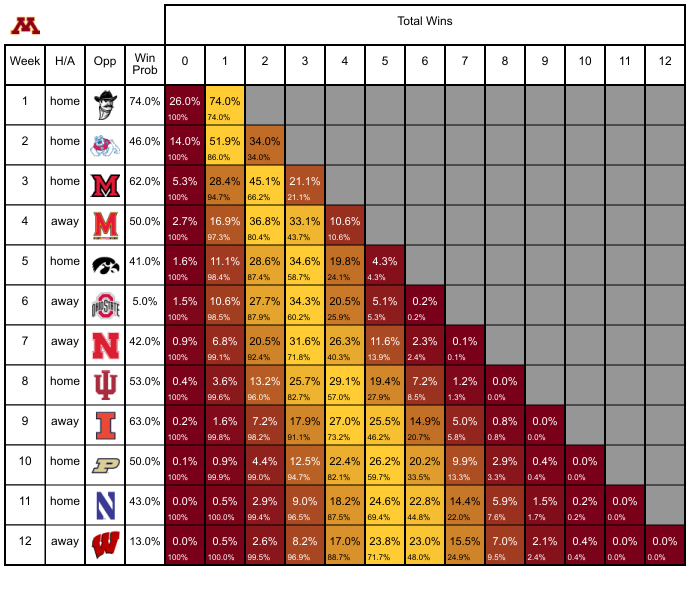 M
Total Wins
Week H/A Opp Win Prob 0 1 2 3 4 5 6 7 8 9 10 11 12
1 home 74.0% 26.0% 74.0%
100% 74.0%
2 home 46.0% 14.0% 51.9% 34.0%
100% 86.0% 34.0%
3 home M 62.0% 5.3% 28.4% 45.1% 21.1%
100% 94.7% 66.2% 21.1%
4 away M 50.0% 2.7% 16.9% 36.8% 33.1% 10.6%
100% 97.3% 80.4% 43.7% 10.6%
5 home 41.0% 1.6% 11.1% 28.6% 34.6% 19.8% 4.3%
100% 98.4% 87.4% 58.7% 24.1% 4.3%
6 away OHIO STATE 5.0% 1.5% 10.6% 27.7% 34.3% 20.5% 5.1% 0.2%
100% 98.5% 87.9% 60.2% 25.9% 5.3% 0.2%
7 away N 42.0% 0.9% 6.8% 20.5% 31.6% 26.3% 11.6% 2.3% 0.1%
100% 99.1% 92.4% 71.8% 40.3% 13.9% 2.4% 0.1%
8 home IU 53.0% 0.4% 3.6% 13.2% 25.7% 29.1% 19.4% 7.2% 1.2% 0.0%
100% 99.6% 96.0% 82.7% 57.0% 27.9% 8.5% 1.3% 0.0%
9 away I 63.0% 0.2% 1.6% 7.2% 17.9% 27.0% 25.5% 14.9% 5.0% 0.8% 0.0%
100% 99.8% 98.2% 91.1% 73.2% 46.2% 20.7% 5.8% 0.8% 0.0%
10 home P 50.0% 0.1% 0.9% 4.4% 12.5% 22.4% 26.2% 20.2% 9.9% 2.9% 0.4% 0.0%
100% 99.9% 99.0% 94.7% 82.1% 59.7% 33.5% 13.3% 3.3% 0.4% 0.0%
11 home N 43.0% 0.0% 0.5% 2.9% 9.0% 18.2% 24.6% 22.8% 14.4% 5.9% 1.5% 0.2% 0.0%
100% 100.0% 99.4% 96.5% 87.5% 69.4% 44.8% 22.0% 7.6% 1.7% 0.2% 0.0%
12 away W 13.0% 0.0% 0.5% 2.6% 8.2% 17.0% 23.8% 23.0% 15.5% 7.0% 2.1% 0.4% 0.0% 0.0%
100% 100.0% 99.5% 96.9% 88.7% 71.7% 48.0% 24.9% 9.5% 2.4% 0.4% 0.0% 0.0%